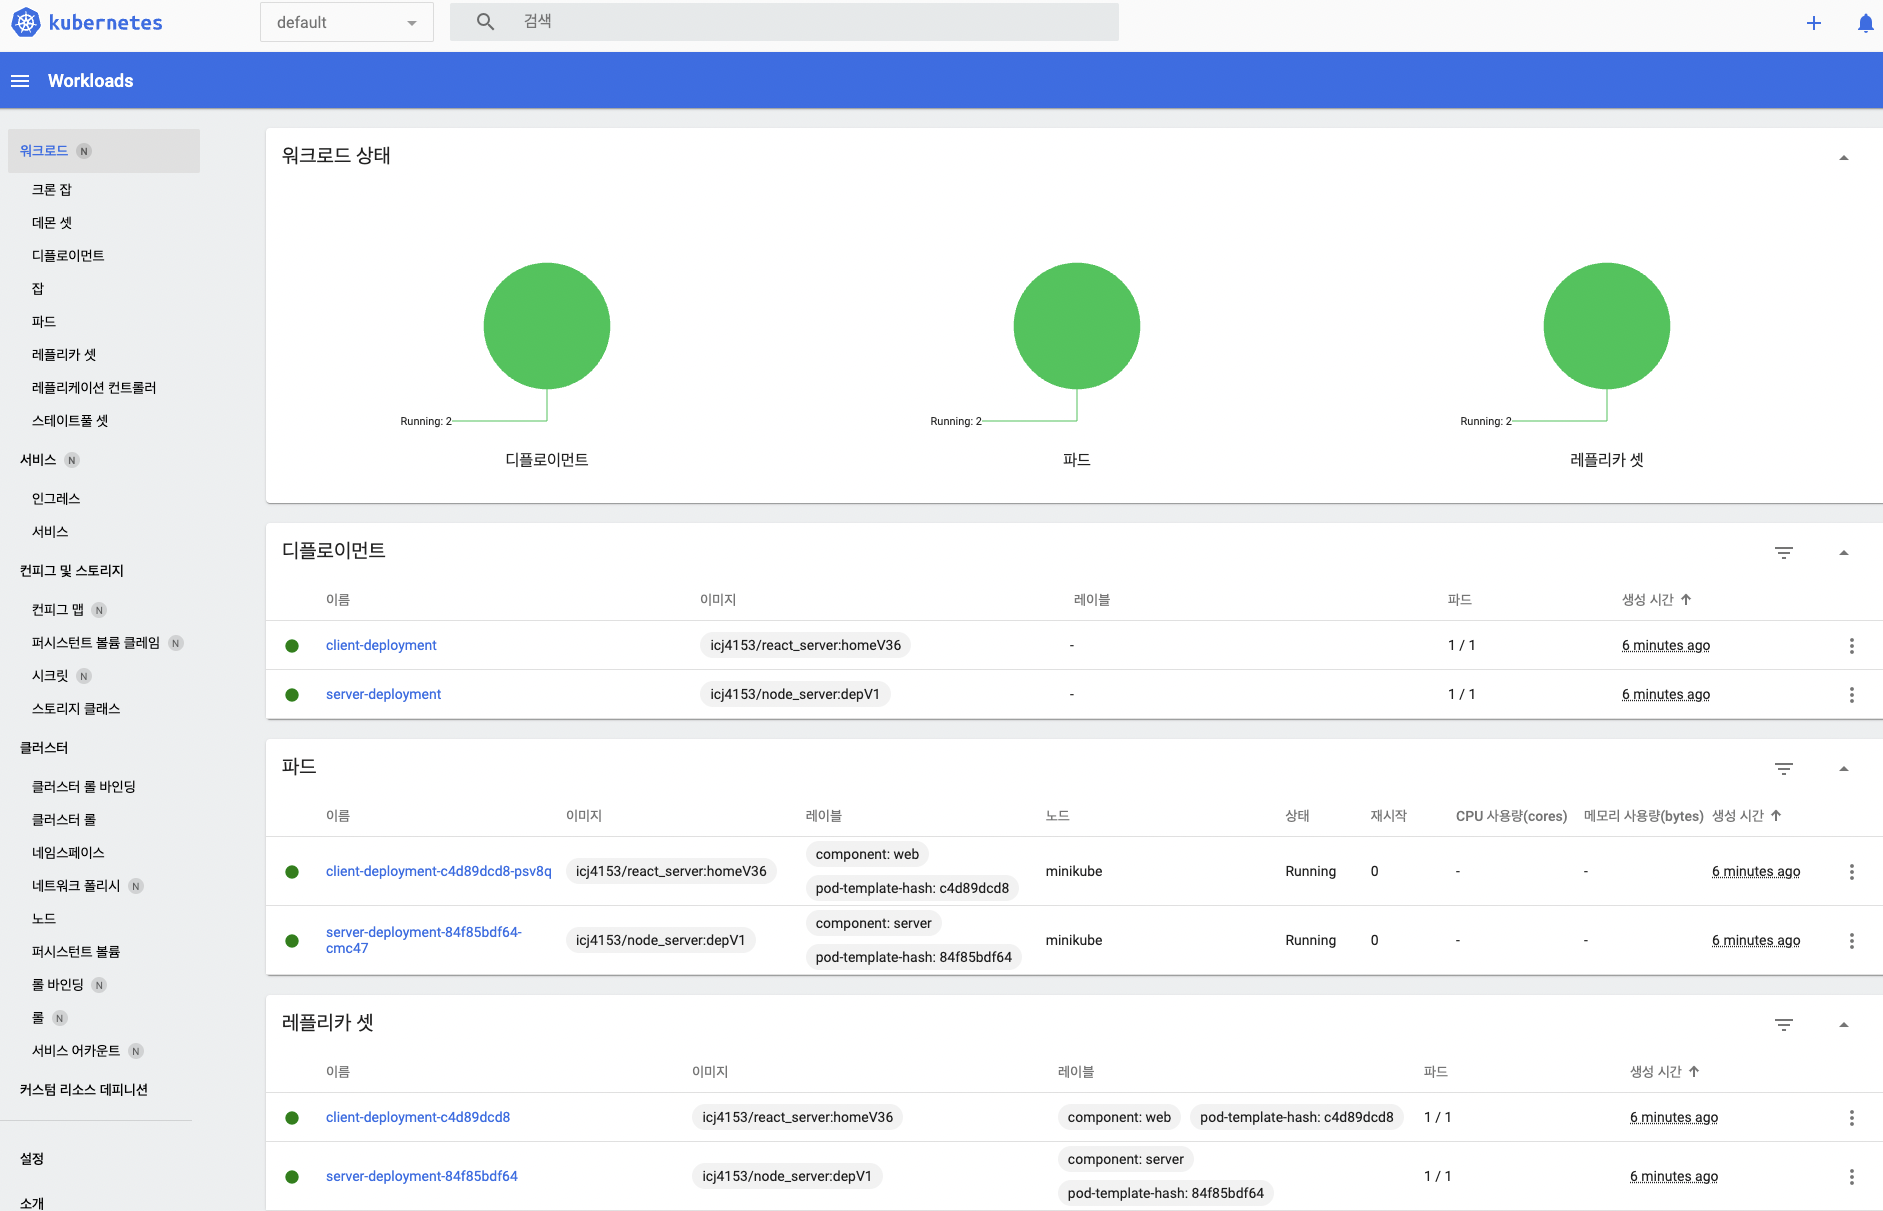 kubernetes
default
검색
Workloads
워크로드 N
크론 잡
데몬 셋
디플로이먼트
잡
파드
레플리카 셋
레플리케이션 컨트롤러
스테이트풀 셋
서비스 N
인그레스
서비스
컨피그 및 스토리지
컨피그 맵 N
퍼시스턴트 볼륨 클레임 N
시크릿 N
스토리지 클래스
클러스터
클러스터 롤 바인딩
클러스터 롤
네임스페이스
네트워크 폴리시 N
노드
퍼시스턴트 볼륨
롤 바인딩 N
롤 N
서비스 어카운트 N
커스텀 리소스 데피니션
설정
소개
워크로드 상태
Running: 2
디플로이먼트
Running: 2
파드
Running: 2
레플리카 셋
디플로이먼트
이름 이미지 레이블 파드 생성 시간
client-deployment icj4153/react_server:homeV36 - 1 / 1 6 minutes ago
server-deployment icj4153/node_server:depV1 - 1 / 1 6 minutes ago
파드
이름 이미지 레이블 노드 상태 재시작 CPU 사용량(cores) 메모리 사용량(bytes) 생성 시간
component: web
client-deployment-c4d89dcd8-psv8q icj4153/react_server:homeV36 minikube Running 0 - - 6 minutes ago
pod-template-hash: c4d89dcd8
component: server
server-deployment-84f85bdf64-
cmc47
icj4153/node_server:depV1 minikube Running 0 - - 6 minutes ago
pod-template-hash: 84f85bdf64
레플리카 셋
이름 이미지 레이블 파드 생성 시간
client-deployment-c4d89dcd8 icj4153/react_server:homeV36 component: web pod-template-hash: c4d89dcd8 1 / 1 6 minutes ago
component: server
server-deployment-84f85bdf64 icj4153/node_server:depV1 1 / 1 6 minutes ago
pod-template-hash: 84f85bdf64